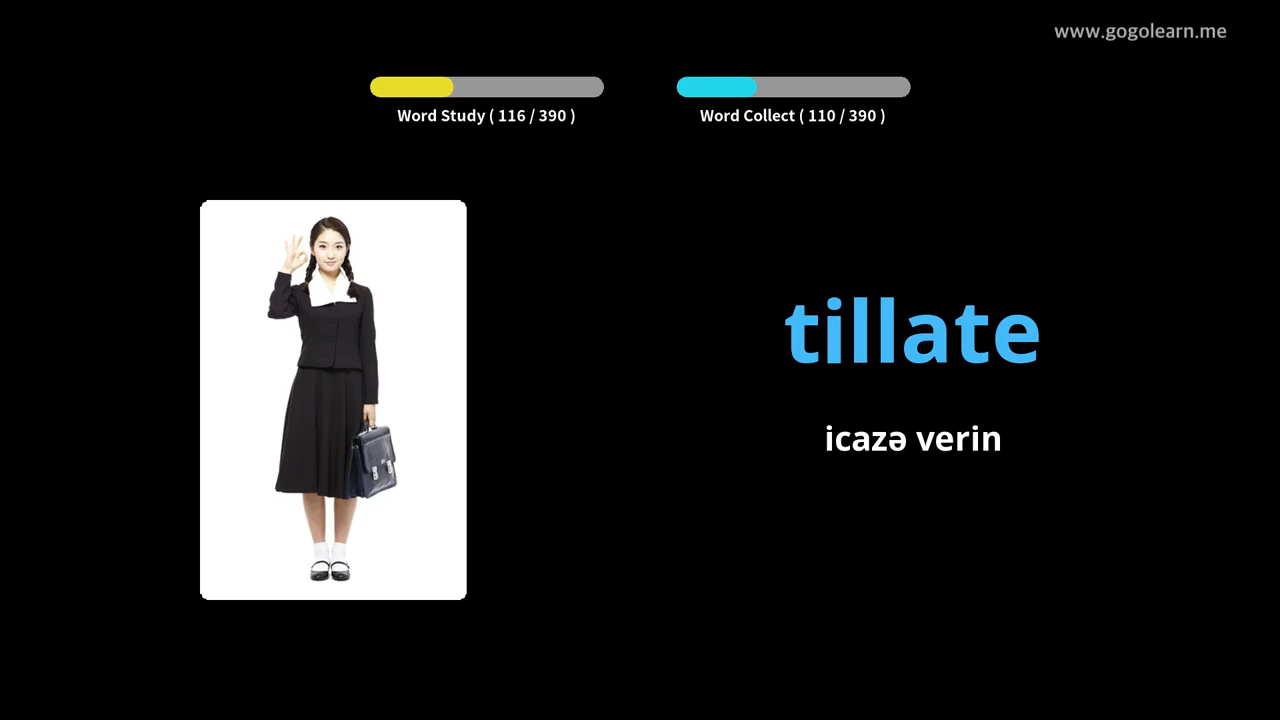 www.gogolearn.me
Word Study ( 116 / 390 )
Word Collect ( 110 / 390 )
tillate
icazə verin